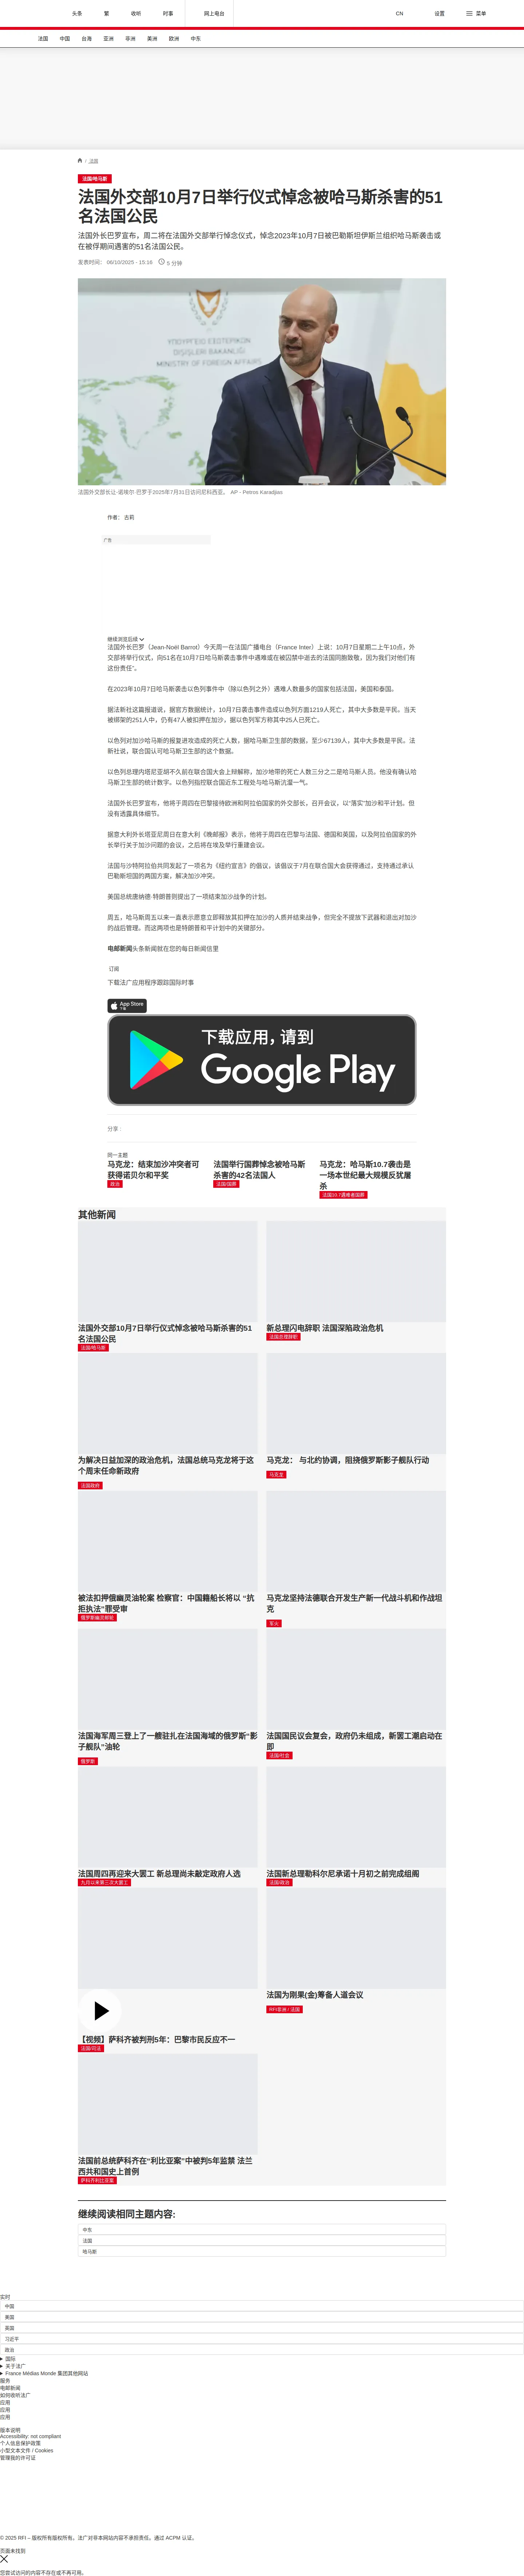 头条
繁
收听
时事
网上电台
CN
设置
菜单
法国
中国
台海
亚洲
非洲
美洲
欧洲
中东
/ 法国
法国/哈马斯
法国外交部10月7日举行仪式悼念被哈马斯杀害的51
名法国公民
法国外长巴罗宣布，周二将在法国外交部举行悼念仪式，悼念2023年10月7日被巴勒斯坦伊斯兰组织哈马斯袭击或
在被俘期间遇害的51名法国公民。
发表时间： 06/10/2025 - 15:16
5 分钟
MINISTRY OF FOREIGN AFFAIRS
法国外交部长让-诺埃尔·巴罗于2025年7月31日访问尼科西亚。 AP - Petros Karadjias
作者： 古莉
广告
继续浏览后续
法国外长巴罗（Jean-Noël Barrot）今天周一在法国广播电台（France Inter）上说：10月7日星期二上午10点，外
交部将举行仪式，向51名在10月7日哈马斯袭击事件中遇难或在被囚禁中逝去的法国同胞致敬，因为我们对他们有
这份责任”。
在2023年10月7日哈马斯袭击以色列事件中（除以色列之外）遇难人数最多的国家包括法国，美国和泰国。
据法新社这篇报道说，据官方数据统计，10月7日袭击事件造成以色列方面1219人死亡，其中大多数是平民。当天
被绑架的251人中，仍有47人被扣押在加沙，据以色列军方称其中25人已死亡。
以色列对加沙哈马斯的报复进攻造成的死亡人数，据哈马斯卫生部的数据，至少67139人，其中大多数是平民。法
新社说，联合国认可哈马斯卫生部的这个数据。
以色列总理内塔尼亚胡不久前在联合国大会上辩解称，加沙地带的死亡人数三分之二是哈马斯人员。他没有确认哈
马斯卫生部的统计数字。以色列指控联合国近东工程处与哈马斯沆瀣一气。
法国外长巴罗宣布，他将于周四在巴黎接待欧洲和阿拉伯国家的外交部长，召开会议，以“落实”加沙和平计划，但
没有透露具体细节。
据意大利外长塔亚尼周日在意大利《晚邮报》表示，他将于周四在巴黎与法国、德国和英国，以及阿拉伯国家的外
长举行关于加沙问题的会议，之后将在埃及举行重建会议。
法国与沙特阿拉伯共同发起了一项名为《纽约宣言》的倡议，该倡议于7月在联合国大会获得通过，支持通过承认
巴勒斯坦国的两国方案，解决加沙冲突。
美国总统唐纳德·特朗普则提出了一项结束加沙战争的计划。
周五，哈马斯周五以来一直表示愿意立即释放其扣押在加沙的人质并结束战争，但完全不提放下武器和退出对加沙
的战后管理。而这两项也是特朗普和平计划中的关键部分。
电邮新闻头条新闻就在您的每日新闻信里
订阅
下载法广应用程序跟踪国际时事
App Store
下载
下载应用，请到
Google Play
分享 :
同一主题
马克龙：结束加沙冲突者可
获得诺贝尔和平奖
政治
法国举行国葬悼念被哈马斯
杀害的42名法国人
法国/国葬
马克龙：哈马斯10.7袭击是
一场本世纪最大规模反犹屠
杀
法国10.7遇难者国葬
其他新闻
法国外交部10月7日举行仪式悼念被哈马斯杀害的51
名法国公民
法国/哈马斯
新总理闪电辞职 法国深陷政治危机
法国总理辞职
为解决日益加深的政治危机，法国总统马克龙将于这
个周末任命新政府
法国政府
马克龙： 与北约协调，阻挠俄罗斯影子舰队行动
马克龙
被法扣押俄幽灵油轮案 检察官：中国籍船长将以 “抗
拒执法”罪受审
俄罗斯幽灵邮轮
马克龙坚持法德联合开发生产新一代战斗机和作战坦
克
军火
法国海军周三登上了一艘驻扎在法国海域的俄罗斯“影
子舰队”油轮
俄罗斯
法国国民议会复会，政府仍未组成，新罢工潮启动在
即
法国/社会
法国周四再迎来大罢工 新总理尚未敲定政府人选
九月以来第三次大罢工
法国新总理勒科尔尼承诺十月初之前完成组阁
法国/政治
【视频】萨科齐被判刑5年：巴黎市民反应不一
法国/司法
法国为刚果(金)筹备人道会议
RFI非洲 / 法国
法国前总统萨科齐在“利比亚案”中被判5年监禁 法兰
西共和国史上首例
萨科齐利比亚案
继续阅读相同主题内容:
中东
法国
哈马斯
实时
中国
美国
英国
习近平
政治
国际
关于法广
France Médias Monde 集团其他网站
服务
电邮新闻
如何收听法广
应用
应用
应用
版本说明
Accessibility: not compliant
个人信息保护政策
小型文本文件 / Cookies
管理我的许可证
© 2025 RFI – 版权所有版权所有。法广对非本网站内容不承担责任。通过 ACPM 认证。
页面未找到
您尝试访问的内容不存在或不再可用。